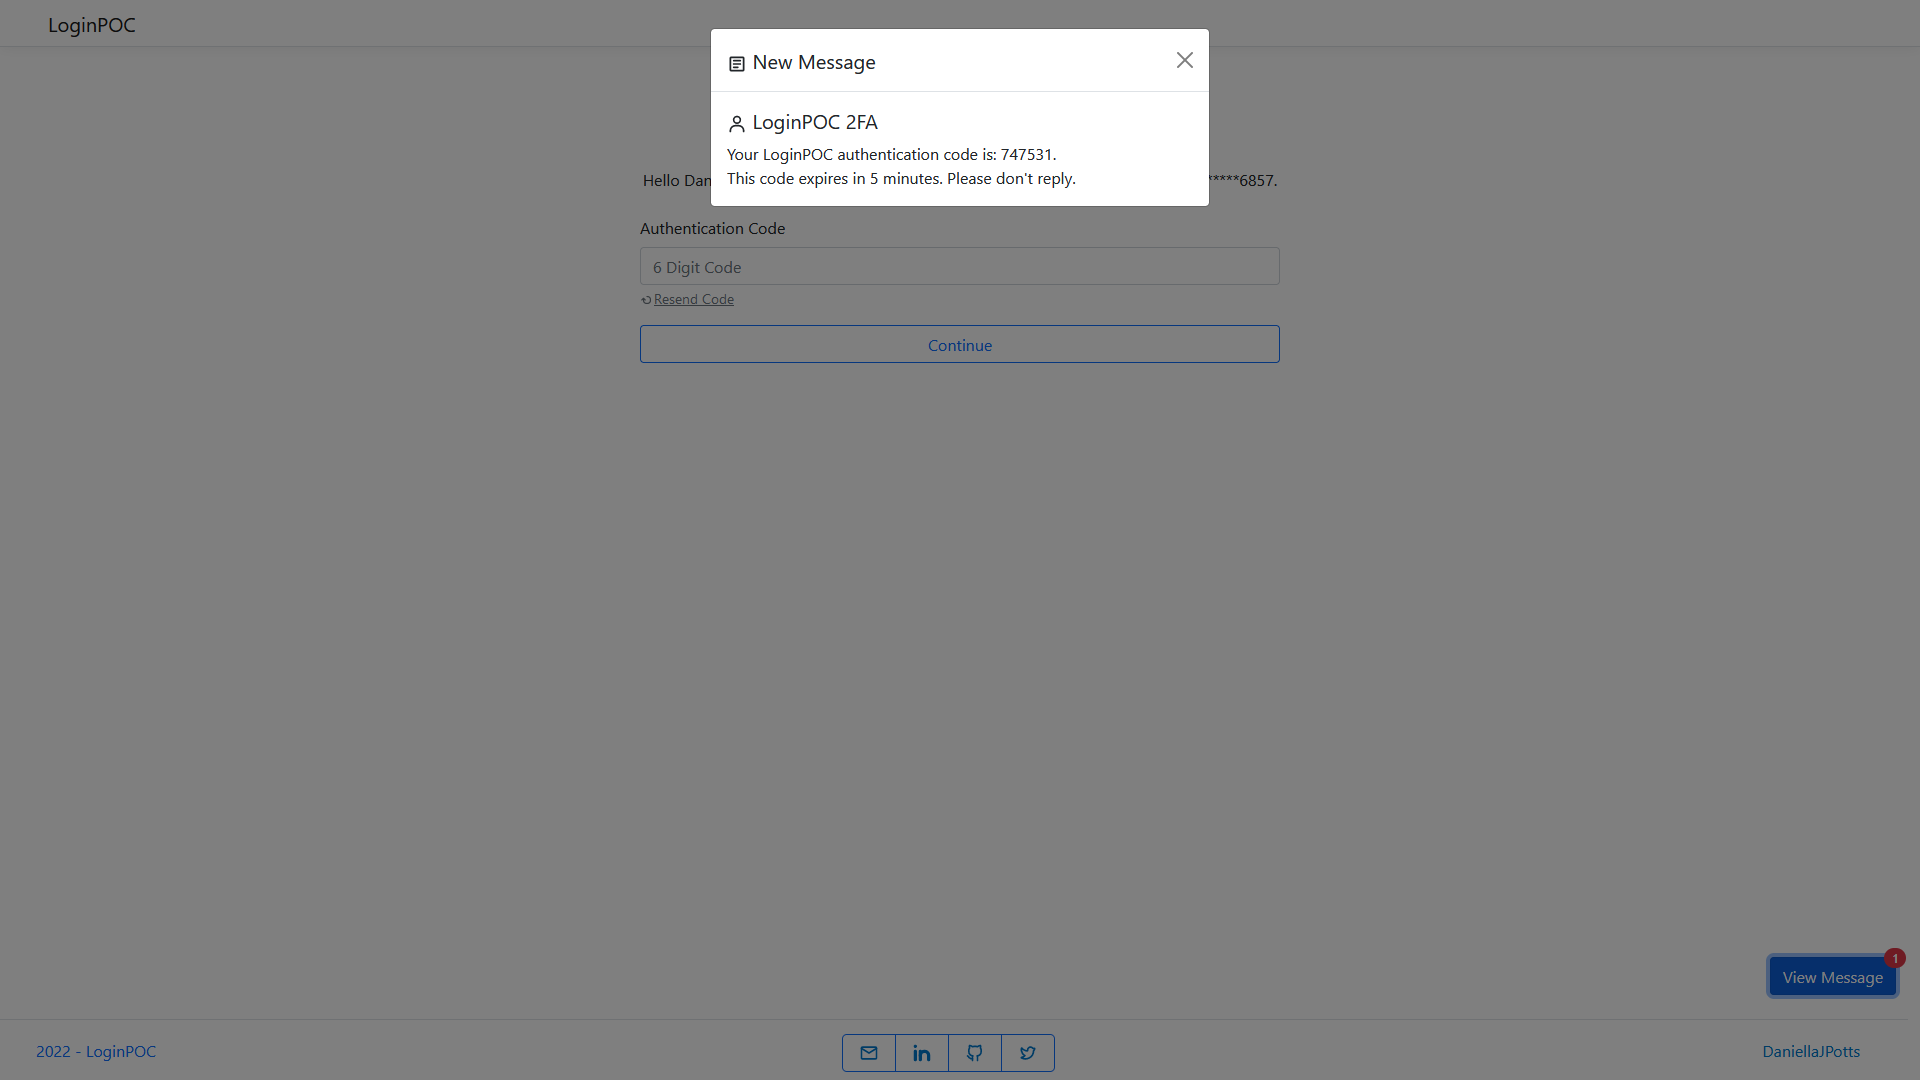 LoginPOC
New Message
LoginPOC 2FA
Your LoginPOC authentication code is: 747531.
This code expires in 5 minutes. Please don't reply.
Hello Dan
*****6857.
Authentication Code
6 Digit Code
Resend Code
Continue
1
View Message
2022 - LoginPOC
in
DaniellaJPotts